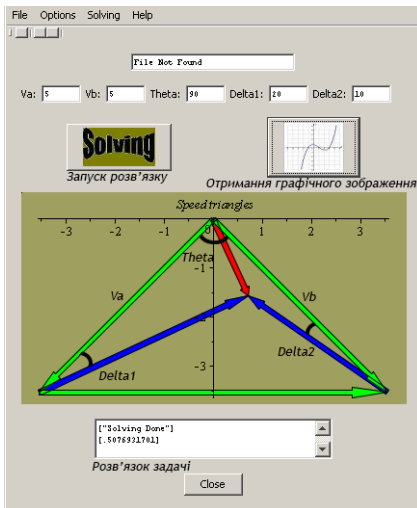 File Options Solving Help
File Not Found
Va: 5 Vb: 5 Theta: 90 Delta1: 20 Delta2: 10
Solving
Запуск розв'язку
Отримання графічного зображення
Speed triangles
-3 -2 -1 0 1 2 3
Theta
-1
Va Vb
Delta2
-3
Delta1
["Solving Done"]
[.5076931701]
Розв'язок задачі
Close